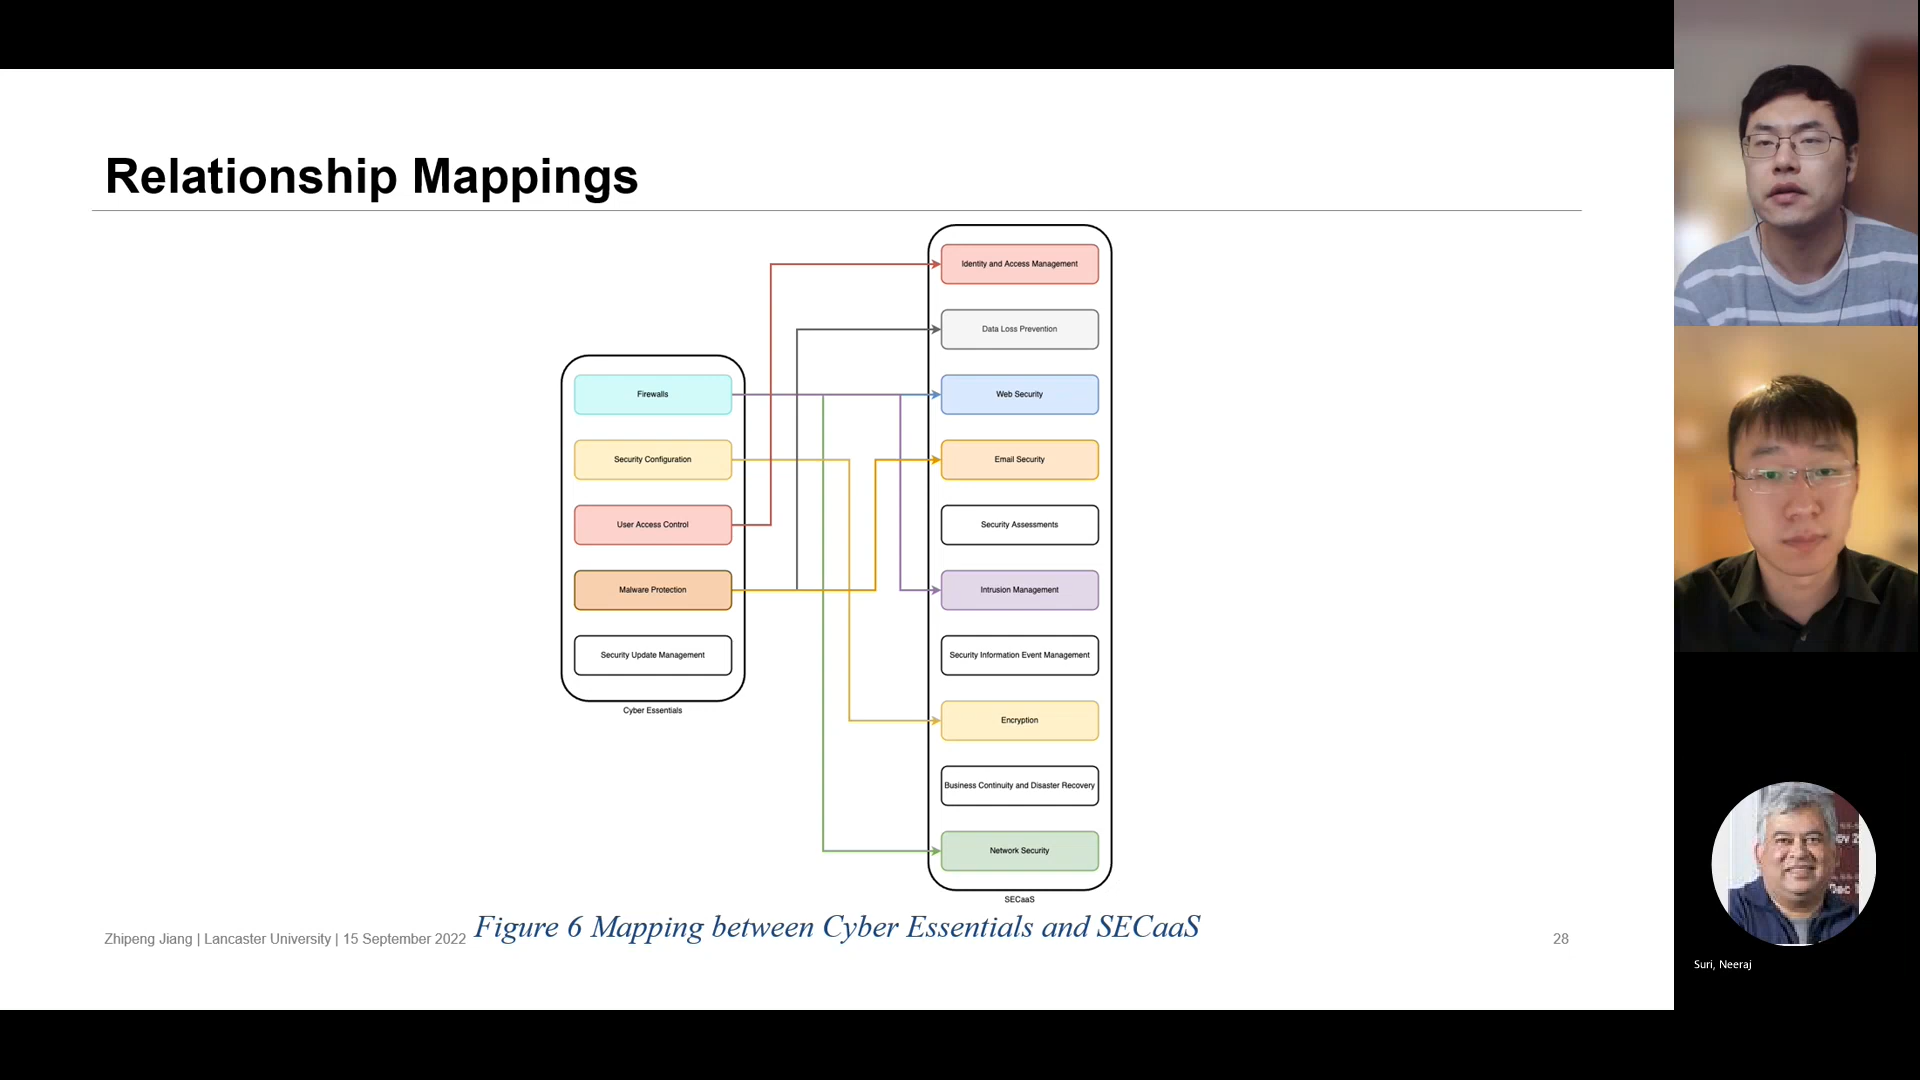 Relationship Mappings
Firewalls
Security Configuration
User Access Control
Malware Protection
Security Update Management
Cyber Essentials
Identity and Access Management
Data Loss Prevention
Web Security
Email Security
Security Assessments
Intrusion Management
Security Information Event Management
Encryption
Business Continuity and Disaster Recovery
Network Security
SECaaS
Figure 6 Mapping between Cyber Essentials and SECaaS
Zhipeng Jiang | Lancaster University | 15 September 2022
28
Suri, Neeraj